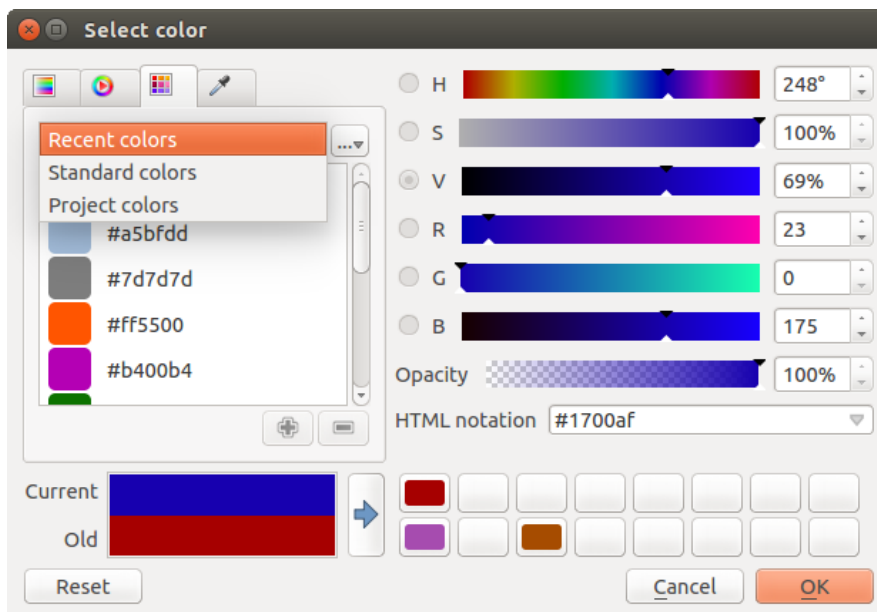 Select color
H 248°
Recent colors ...
S 100%
Standard colors
V 69%
Project colors
#a5bfdd
R 23
#7d7d7d
G 0
#ff5500
B 175
#b400b4
Opacity 100%
HTML notation #1700af
Current
Old
Reset Cancel OK